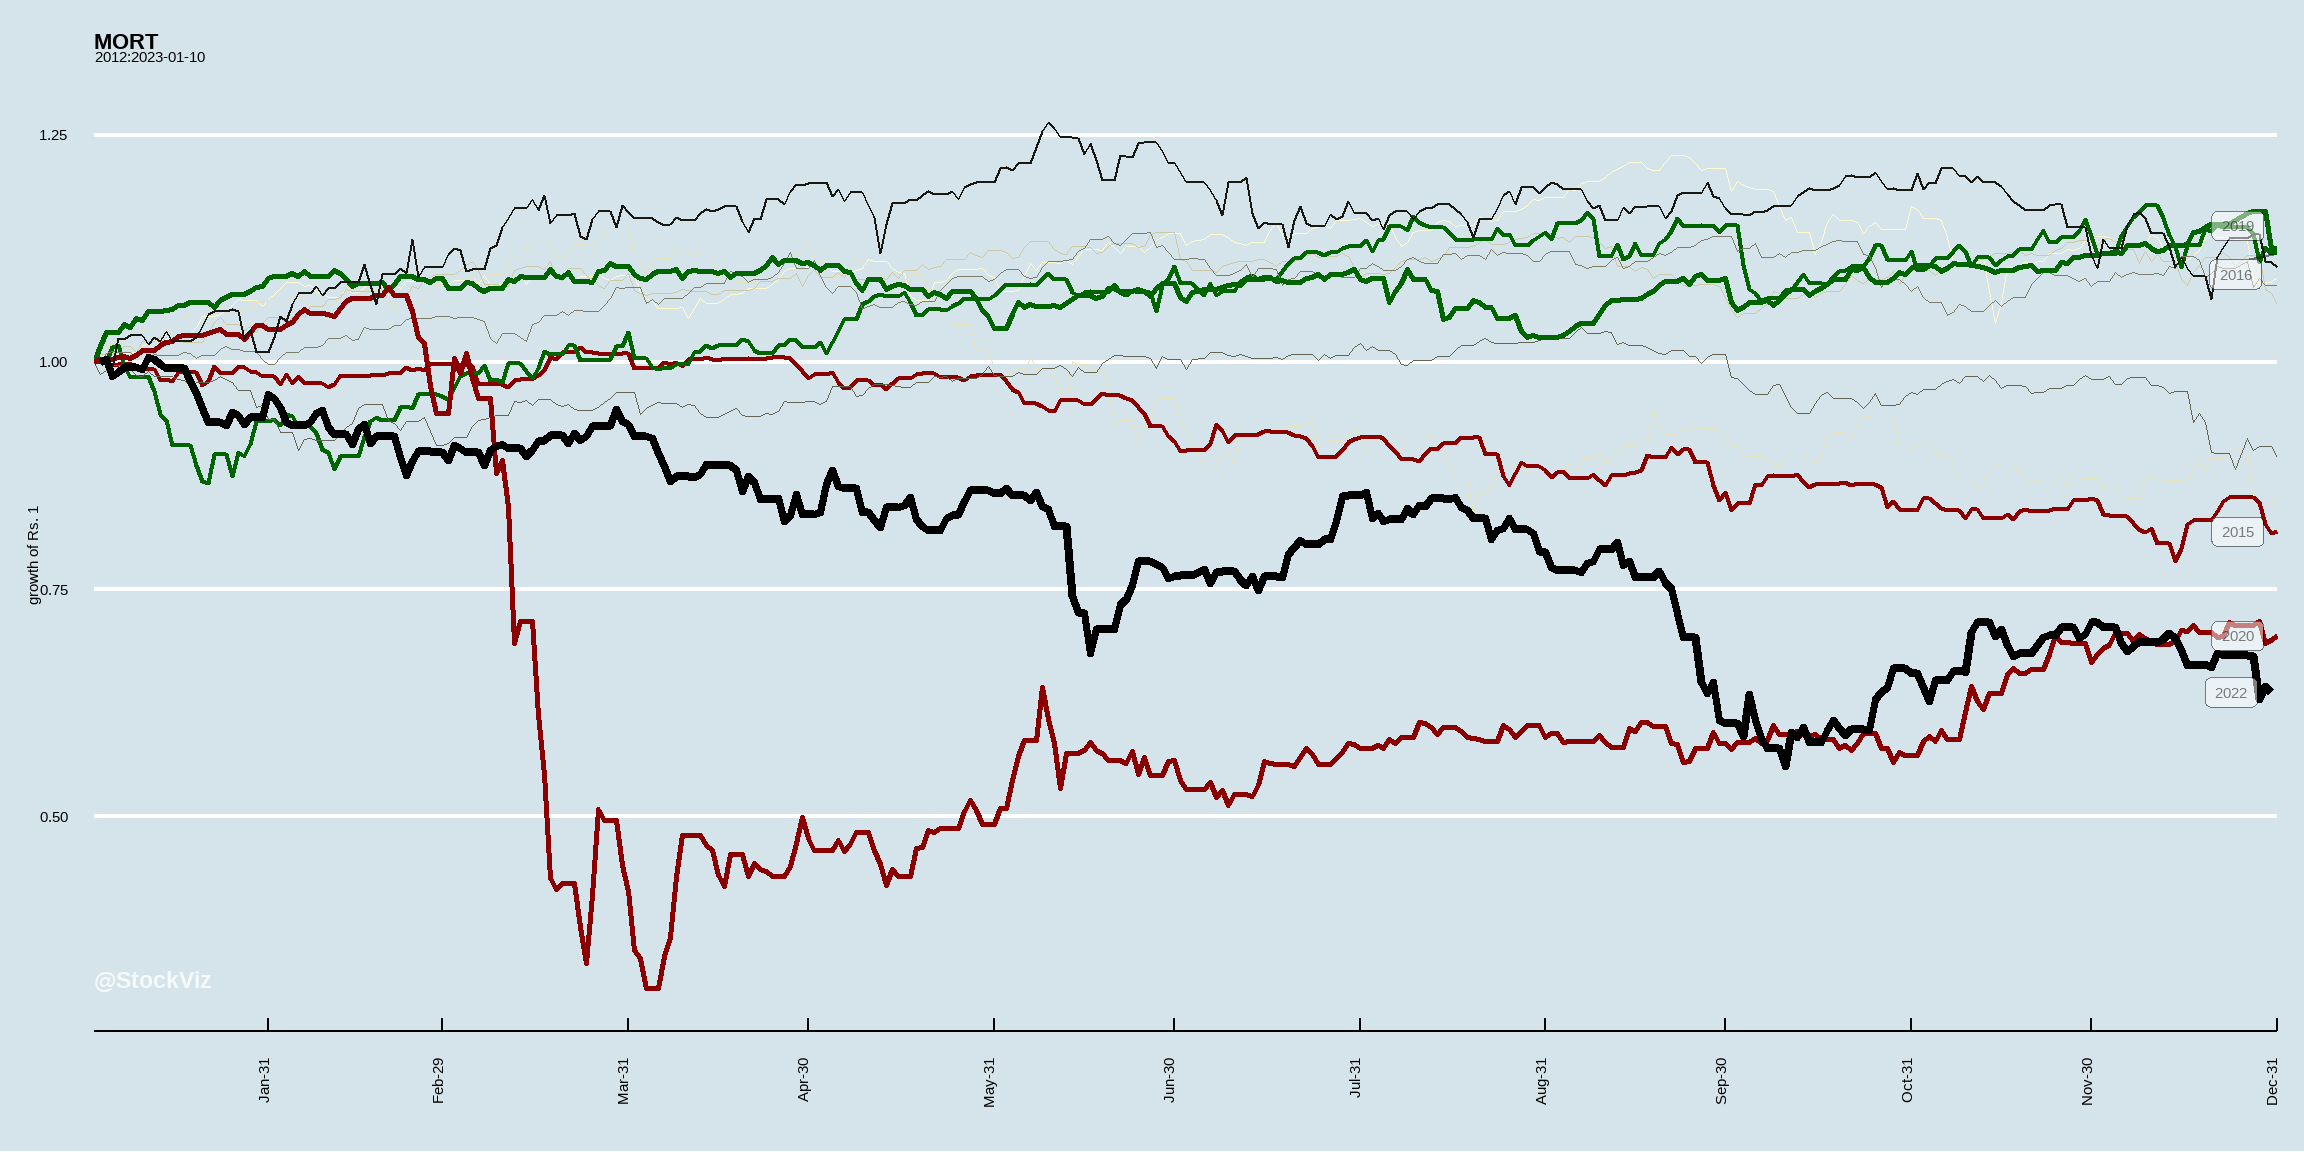 MORT
2012:2023-01-10
growth of Rs. 1
1.25
1.00
0.75
0.50
2019
2016
2015
2020
2022
@StockViz
Jan-31
Feb-29
Mar-31
Apr-30
May-31
Jun-30
Jul-31
Aug-31
Sep-30
Oct-31
Nov-30
Dec-31